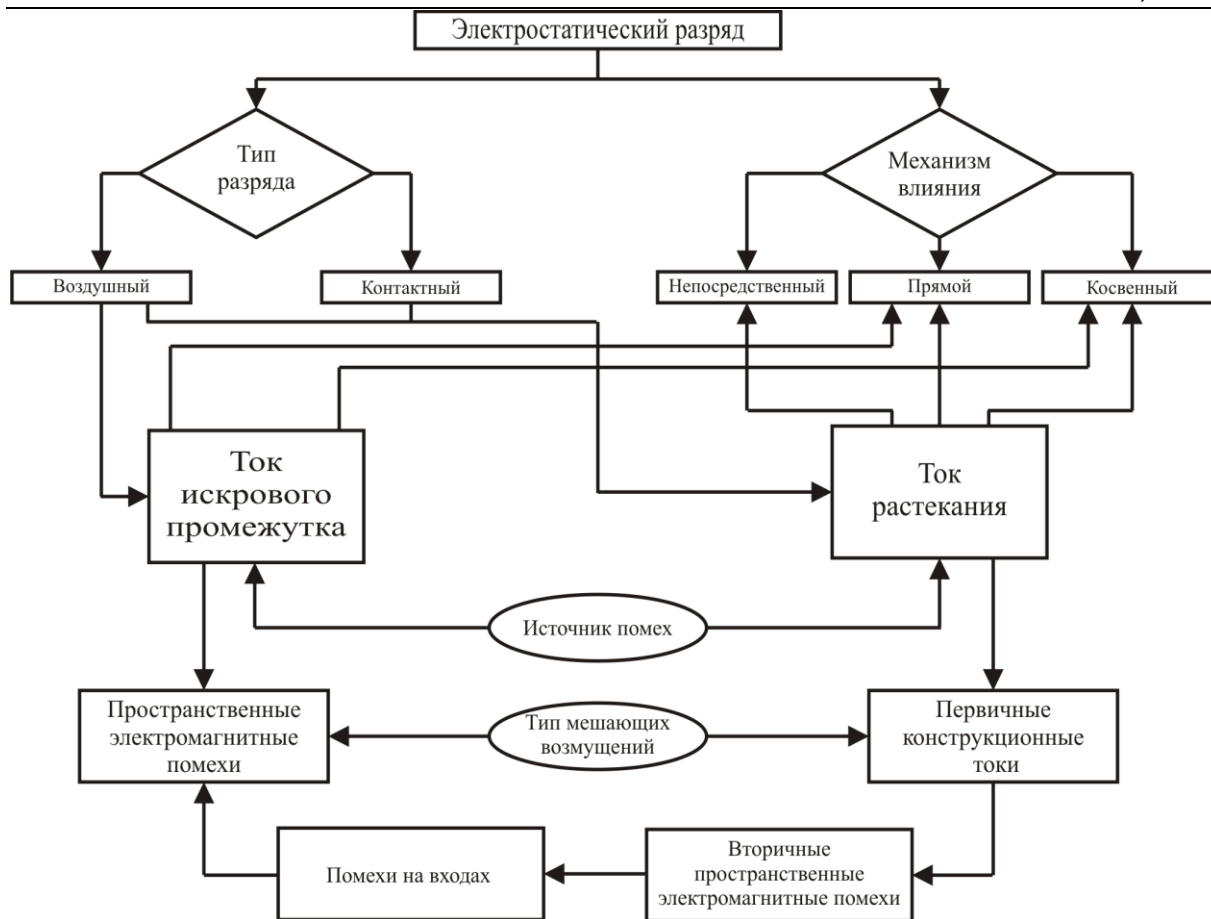 Электростатический разряд
Тип
разряда
Механизм
влияния
Воздушный
Контактный
Непосредственный
Прямой
Косвенный
Ток
искрового
промежутка
Ток
растекания
Источник помех
Пространственные
электромагнитные
помехи
Тип мешающих
возмущений
Первичные
конструкционные
токи
Помехи на входах
Вторичные
пространственные
электромагнитные помехи